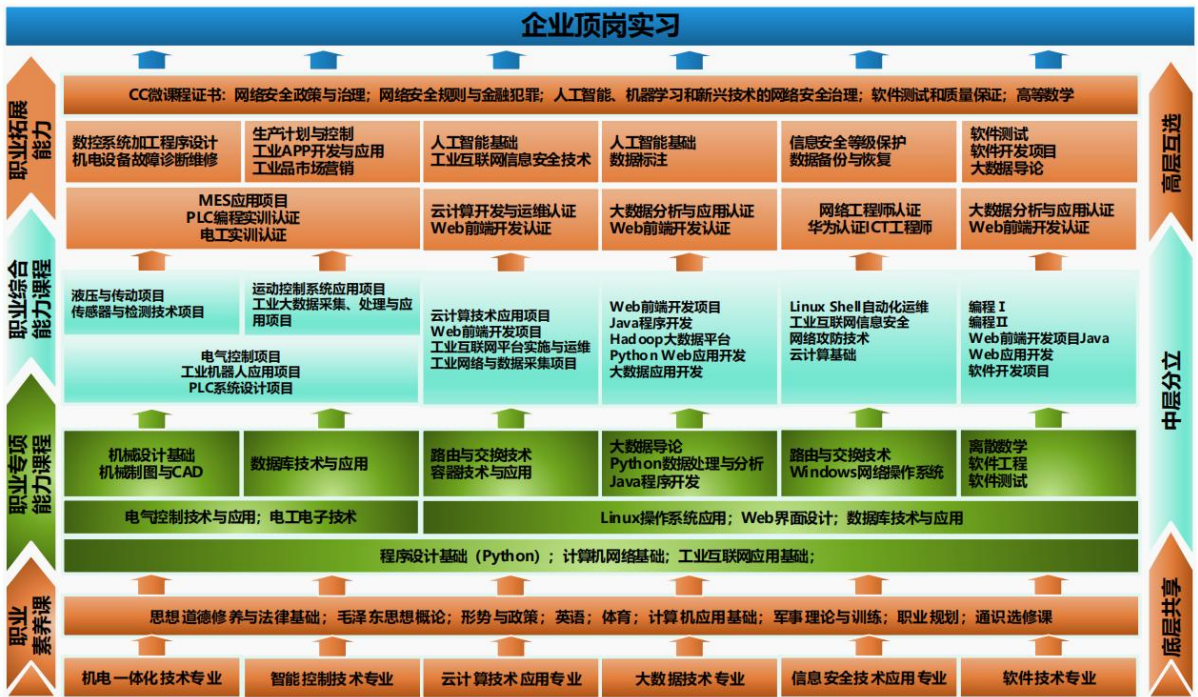 企业顶岗实习
职业拓展
能力
职业综合
能力课程
职业专项
能力课程
职业
素养课
CC微课程证书：网络安全政策与治理；网络安全规则与金融犯罪；人工智能、机器学习和新兴技术的网络安全治理；软件测试和质量保证；高等数学
数控系统加工程序设计
机电设备故障诊断维修
生产计划与控制
工业APP开发与应用
工业品市场营销
人工智能基础
工业互联网信息安全技术
人工智能基础
数据标注
信息安全等级保护
数据备份与恢复
软件测试
软件开发项目
大数据导论
MES应用项目
PLC编程实训认证
电工实训认证
云计算开发与运维认证
Web前端开发认证
大数据分析与应用认证
Web前端开发认证
网络工程师认证
华为认证ICT工程师
大数据分析与应用认证
Web前端开发认证
液压与传动项目
传感器与检测技术项目
运动控制系统应用项目
工业大数据采集、处理与应
用项目
电气控制项目
工业机器人应用项目
PLC系统设计项目
云计算技术应用项目
Web前端开发项目
工业互联网平台实施与运维
工业网络与数据采集项目
Web前端开发项目
Java程序开发
Hadoop大数据平台
Python Web应用开发
大数据应用开发
Linux Shell自动化运维
工业互联网信息安全
网络攻防技术
云计算基础
编程Ⅰ
编程Ⅱ
Web前端开发项目Java
Web应用开发
软件开发项目
机械设计基础
机械制图与CAD
数据库技术与应用
路由与交换技术
容器技术与应用
大数据导论
Python数据处理与分析
Java程序开发
路由与交换技术
Windows网络操作系统
离散数学
软件工程
软件测试
电气控制技术与应用；电工电子技术
Linux操作系统应用；Web界面设计；数据库技术与应用
程序设计基础（Python）；计算机网络基础；工业互联网应用基础；
思想道德修养与法律基础；毛泽东思想概论；形势与政策；英语；体育；计算机应用基础；军事理论与训练；职业规划；通识选修课
机电一体化技术专业
智能控制技术专业
云计算技术应用专业
大数据技术专业
信息安全技术应用专业
软件技术专业
高层互选
中层分立
底层共享